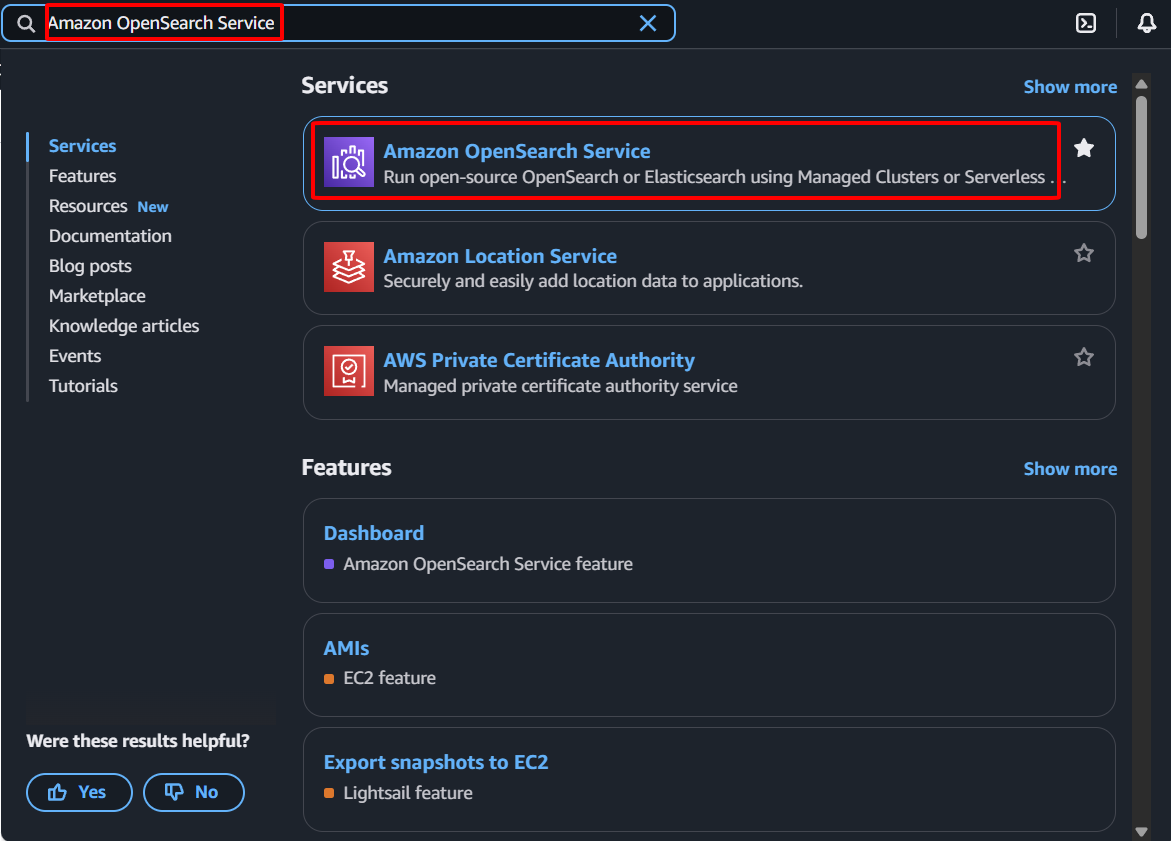 Amazon OpenSearch Service
Services
Features
Resources New
Documentation
Blog posts
Marketplace
Knowledge articles
Events
Tutorials
Were these results helpful?
Yes
No
Services
Show more
Amazon OpenSearch Service
Run open-source OpenSearch or Elasticsearch using Managed Clusters or Serverless ...
Amazon Location Service
Securely and easily add location data to applications.
AWS Private Certificate Authority
Managed private certificate authority service
Features
Show more
Dashboard
Amazon OpenSearch Service feature
AMIs
EC2 feature
Export snapshots to EC2
Lightsail feature